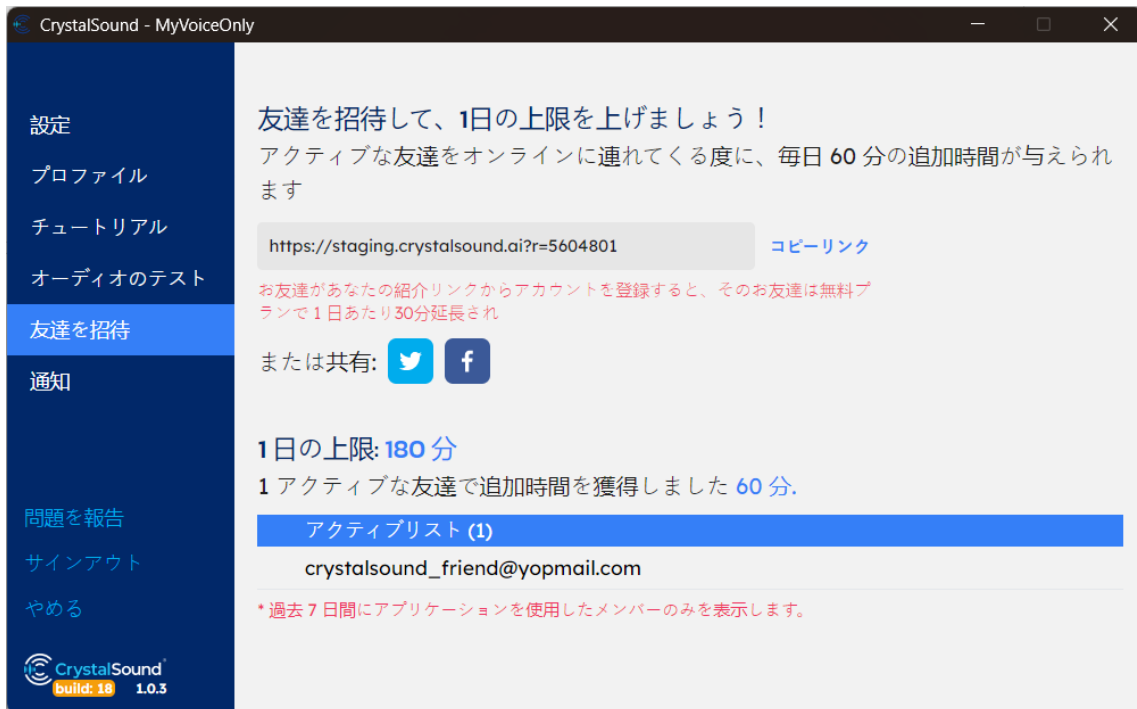 CrystalSound - MyVoiceOnly
設定
プロファイル
チュートリアル
オーディオのテスト
友達を招待
通知
問題を報告
サインアウト
やめる
CrystalSound
build: 18 1.0.3
友達を招待して、1日の上限を上げましょう！
アクティブな友達をオンラインに連れてくる度に、毎日 60 分の追加時間が与えられ
ます
https://staging.crystalsound.ai?r=5604801 コピーリンク
お友達があなたの紹介リンクからアカウントを登録すると、そのお友達は無料プ
ランで 1 日あたり30分延長され
または共有:
1 日の上限: 180 分
1 アクティブな友達で追加時間を獲得しました 60 分.
アクティブリスト (1)
crystalsound_friend@yopmail.com
* 過去 7 日間にアプリケーションを使用したメンバーのみを表示します。